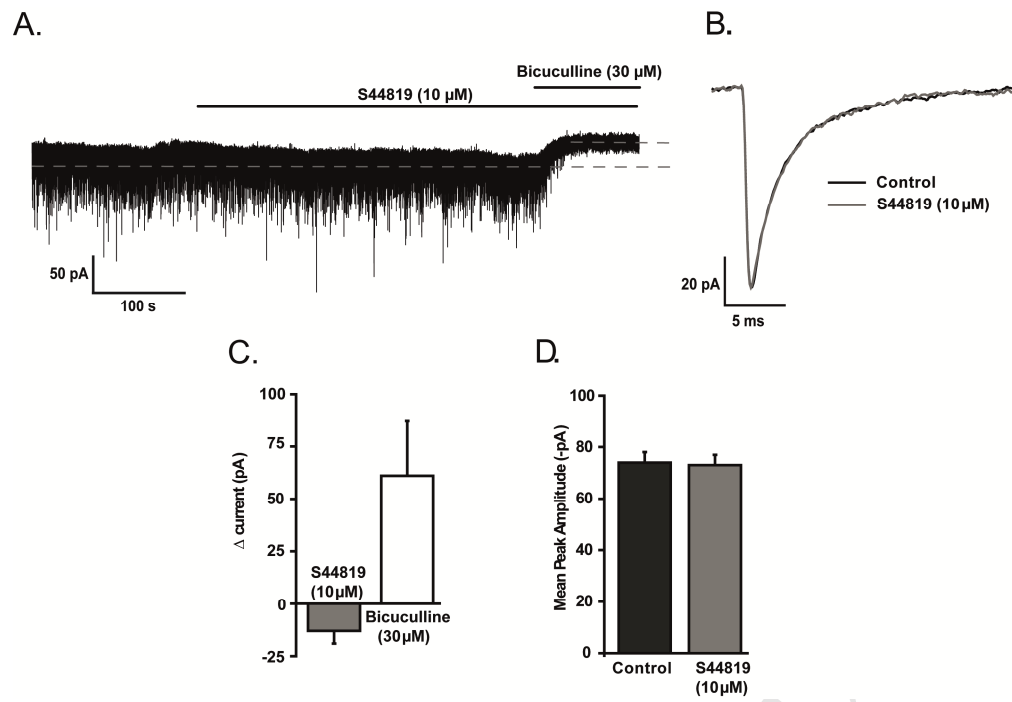 A.
B.
Bicuculline (30 µM)
S44819 (10 µM)
Control
S44819 (10µM)
50 pA
100 s
20 pA
5 ms
C.
D.
100
75
50
25
0
-25
Δ current (pA)
S44819
(10µM)
Bicuculline
(30µM)
100
80
60
40
20
0
Mean Peak Amplitude (-pA)
Control
S44819
(10µM)